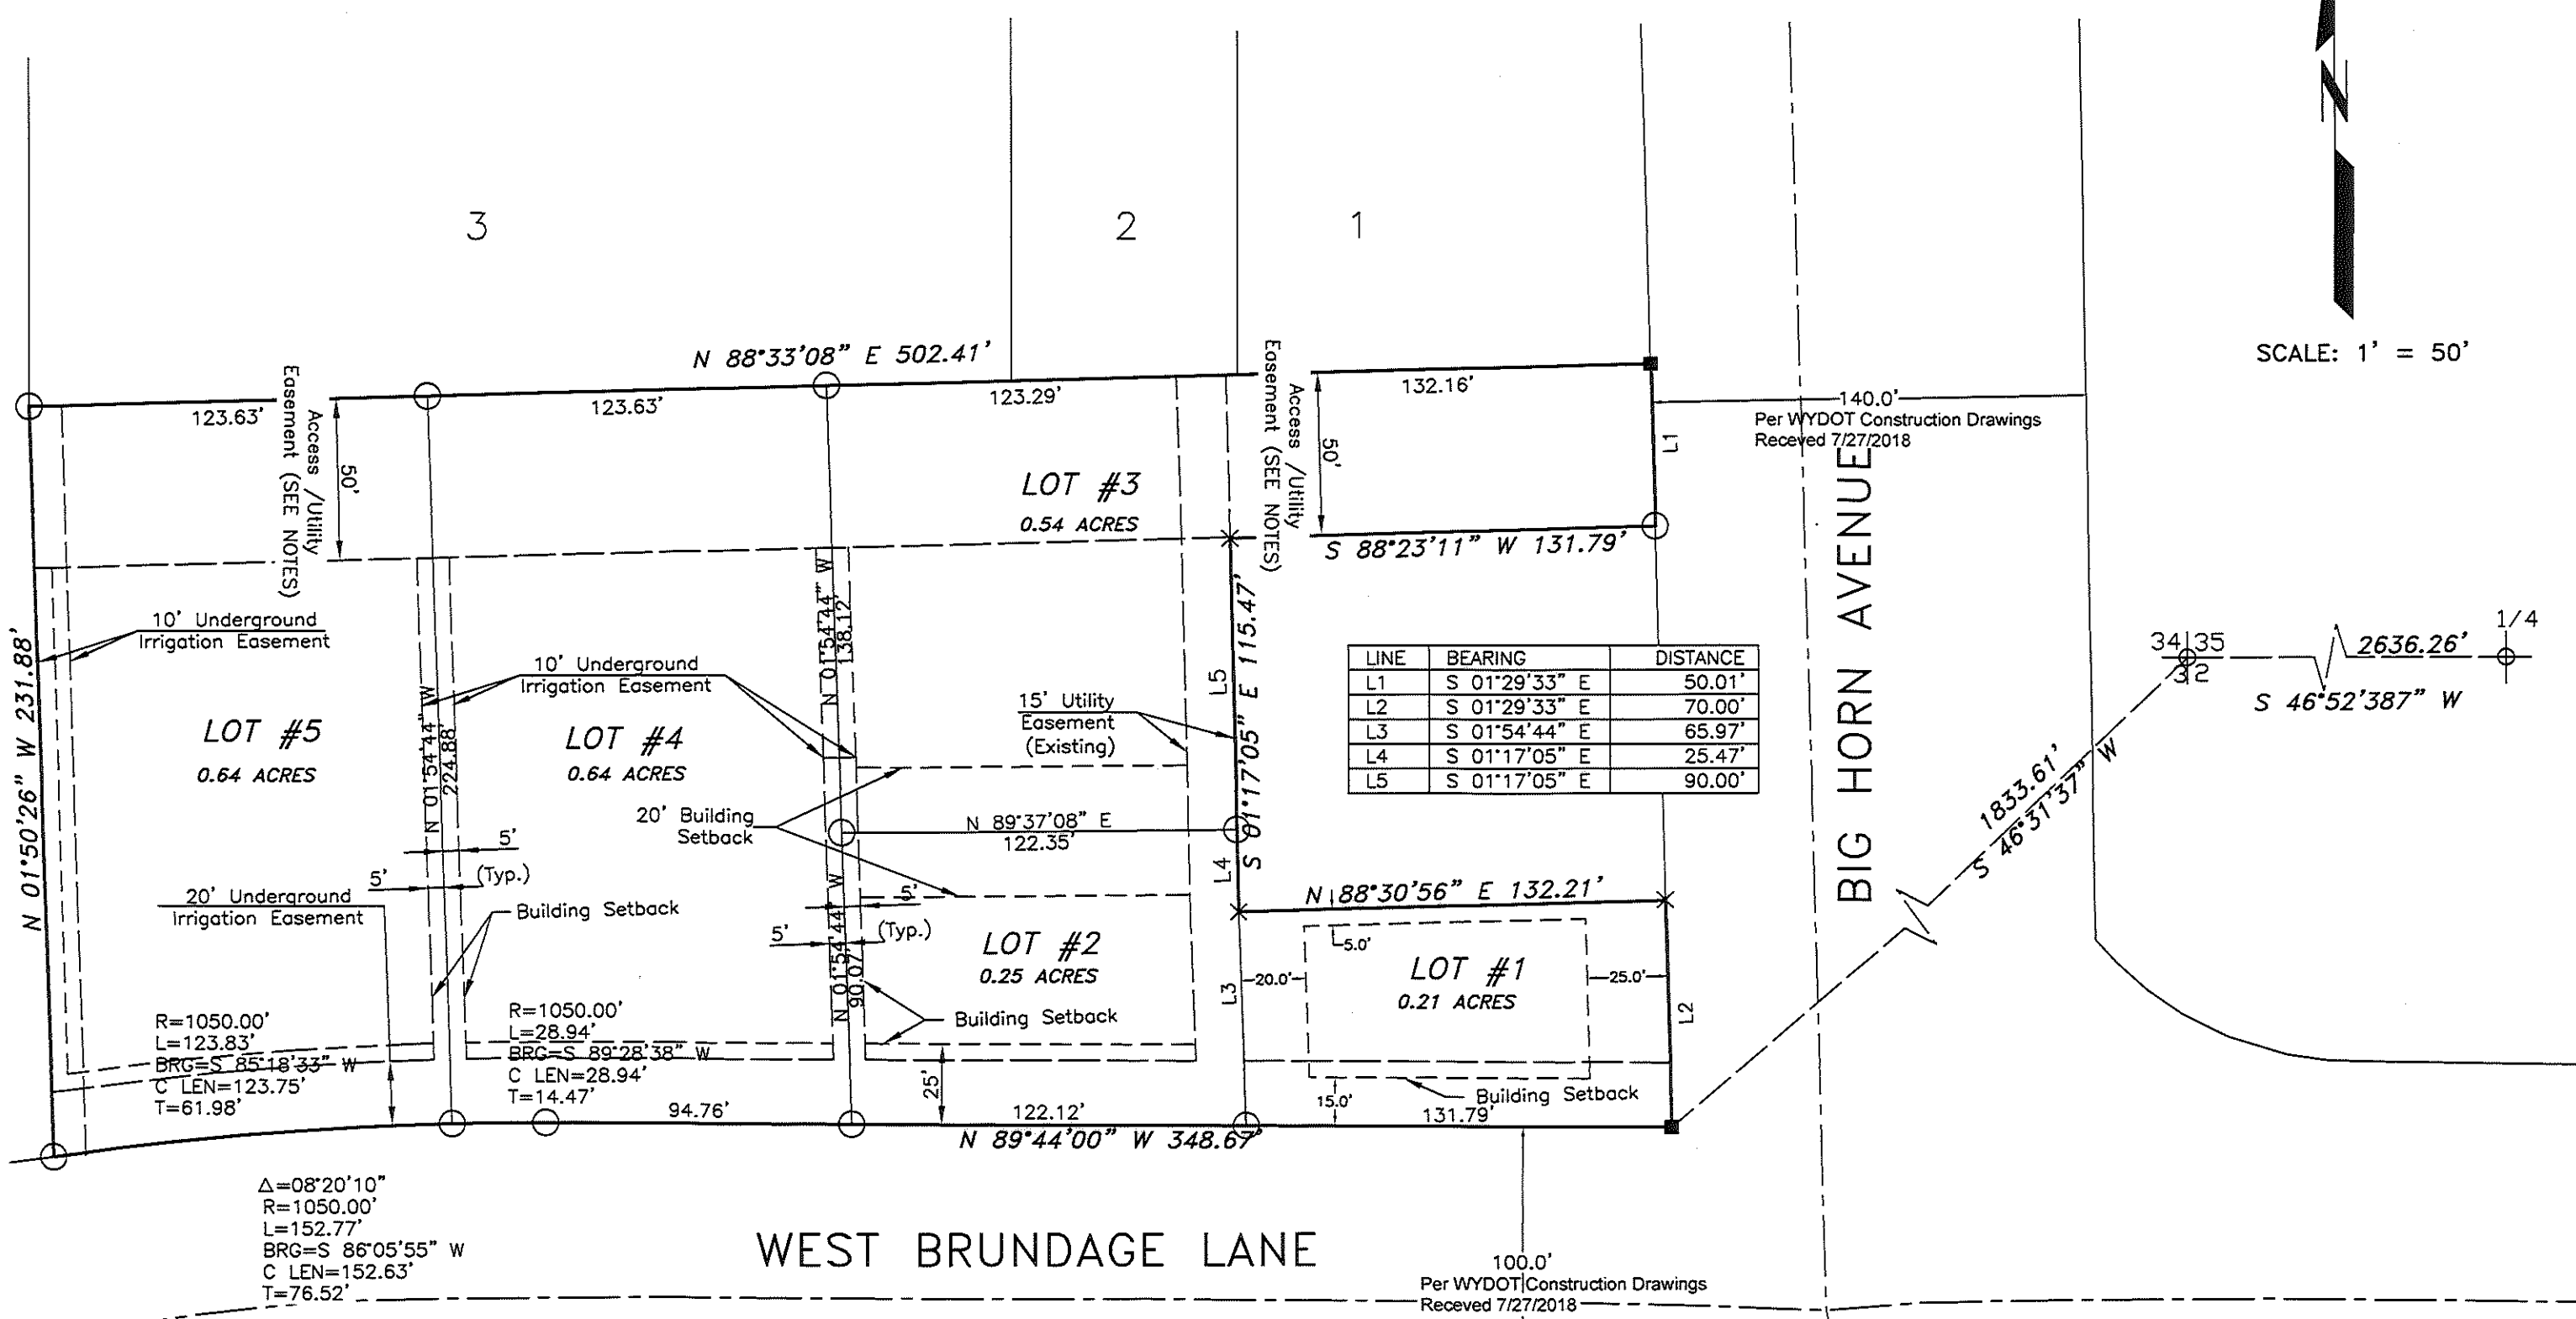 N
SCALE: 1' = 50'
3
2
1
N 88°33'08" E 502.41'
123.63'
123.63'
123.29'
132.16'
Access /Utility
Easement (SEE NOTES)
50'
Access /Utility
Easement (SEE NOTES)
50'
L1
140.0'
Per WYDOT Construction Drawings
Receved 7/27/2018
LOT #3
0.54 ACRES
S 88°23'11" W 131.79'
BIG HORN AVENUE
N 01°50'26" W 231.88'
10' Underground
Irrigation Easement
10' Underground
Irrigation Easement
N 01°54'44" W
224.88'
N 01°54'44" W
138.12'
L5
S 01°17'05" E 115.47'
LINE BEARING DISTANCE
L1 S 01°29'33" E 50.01'
L2 S 01°29'33" E 70.00'
L3 S 01°54'44" E 65.97'
L4 S 01°17'05" E 25.47'
L5 S 01°17'05" E 90.00'
34 35
3 2
2636.26'
1/4
S 46°52'387" W
1833.61'
S 46°31'37" W
LOT #5
0.64 ACRES
LOT #4
0.64 ACRES
15' Utility
Easement
(Existing)
20' Building
Setback
N 89°37'08" E
122.35'
L4
5'
5'
(Typ.)
20' Underground
Irrigation Easement
Building Setback
N 01°54'44" W
90.07'
5'
5'
(Typ.)
LOT #2
0.25 ACRES
Building Setback
N 88°30'56" E 132.21'
5.0'
20.0'
25.0'
LOT #1
0.21 ACRES
L3
L2
Building Setback
15.0'
R=1050.00'
L=123.83'
BRG=S 85°18'33" W
C LEN=123.75'
T=61.98'
R=1050.00'
L=28.94'
BRG=S 89°28'38" W
C LEN=28.94'
T=14.47'
94.76'
25'
122.12'
131.79'
N 89°44'00" W 348.67'
Δ=08°20'10"
R=1050.00'
L=152.77'
BRG=S 86°05'55" W
C LEN=152.63'
T=76.52'
WEST BRUNDAGE LANE
100.0'
Per WYDOT Construction Drawings
Receved 7/27/2018